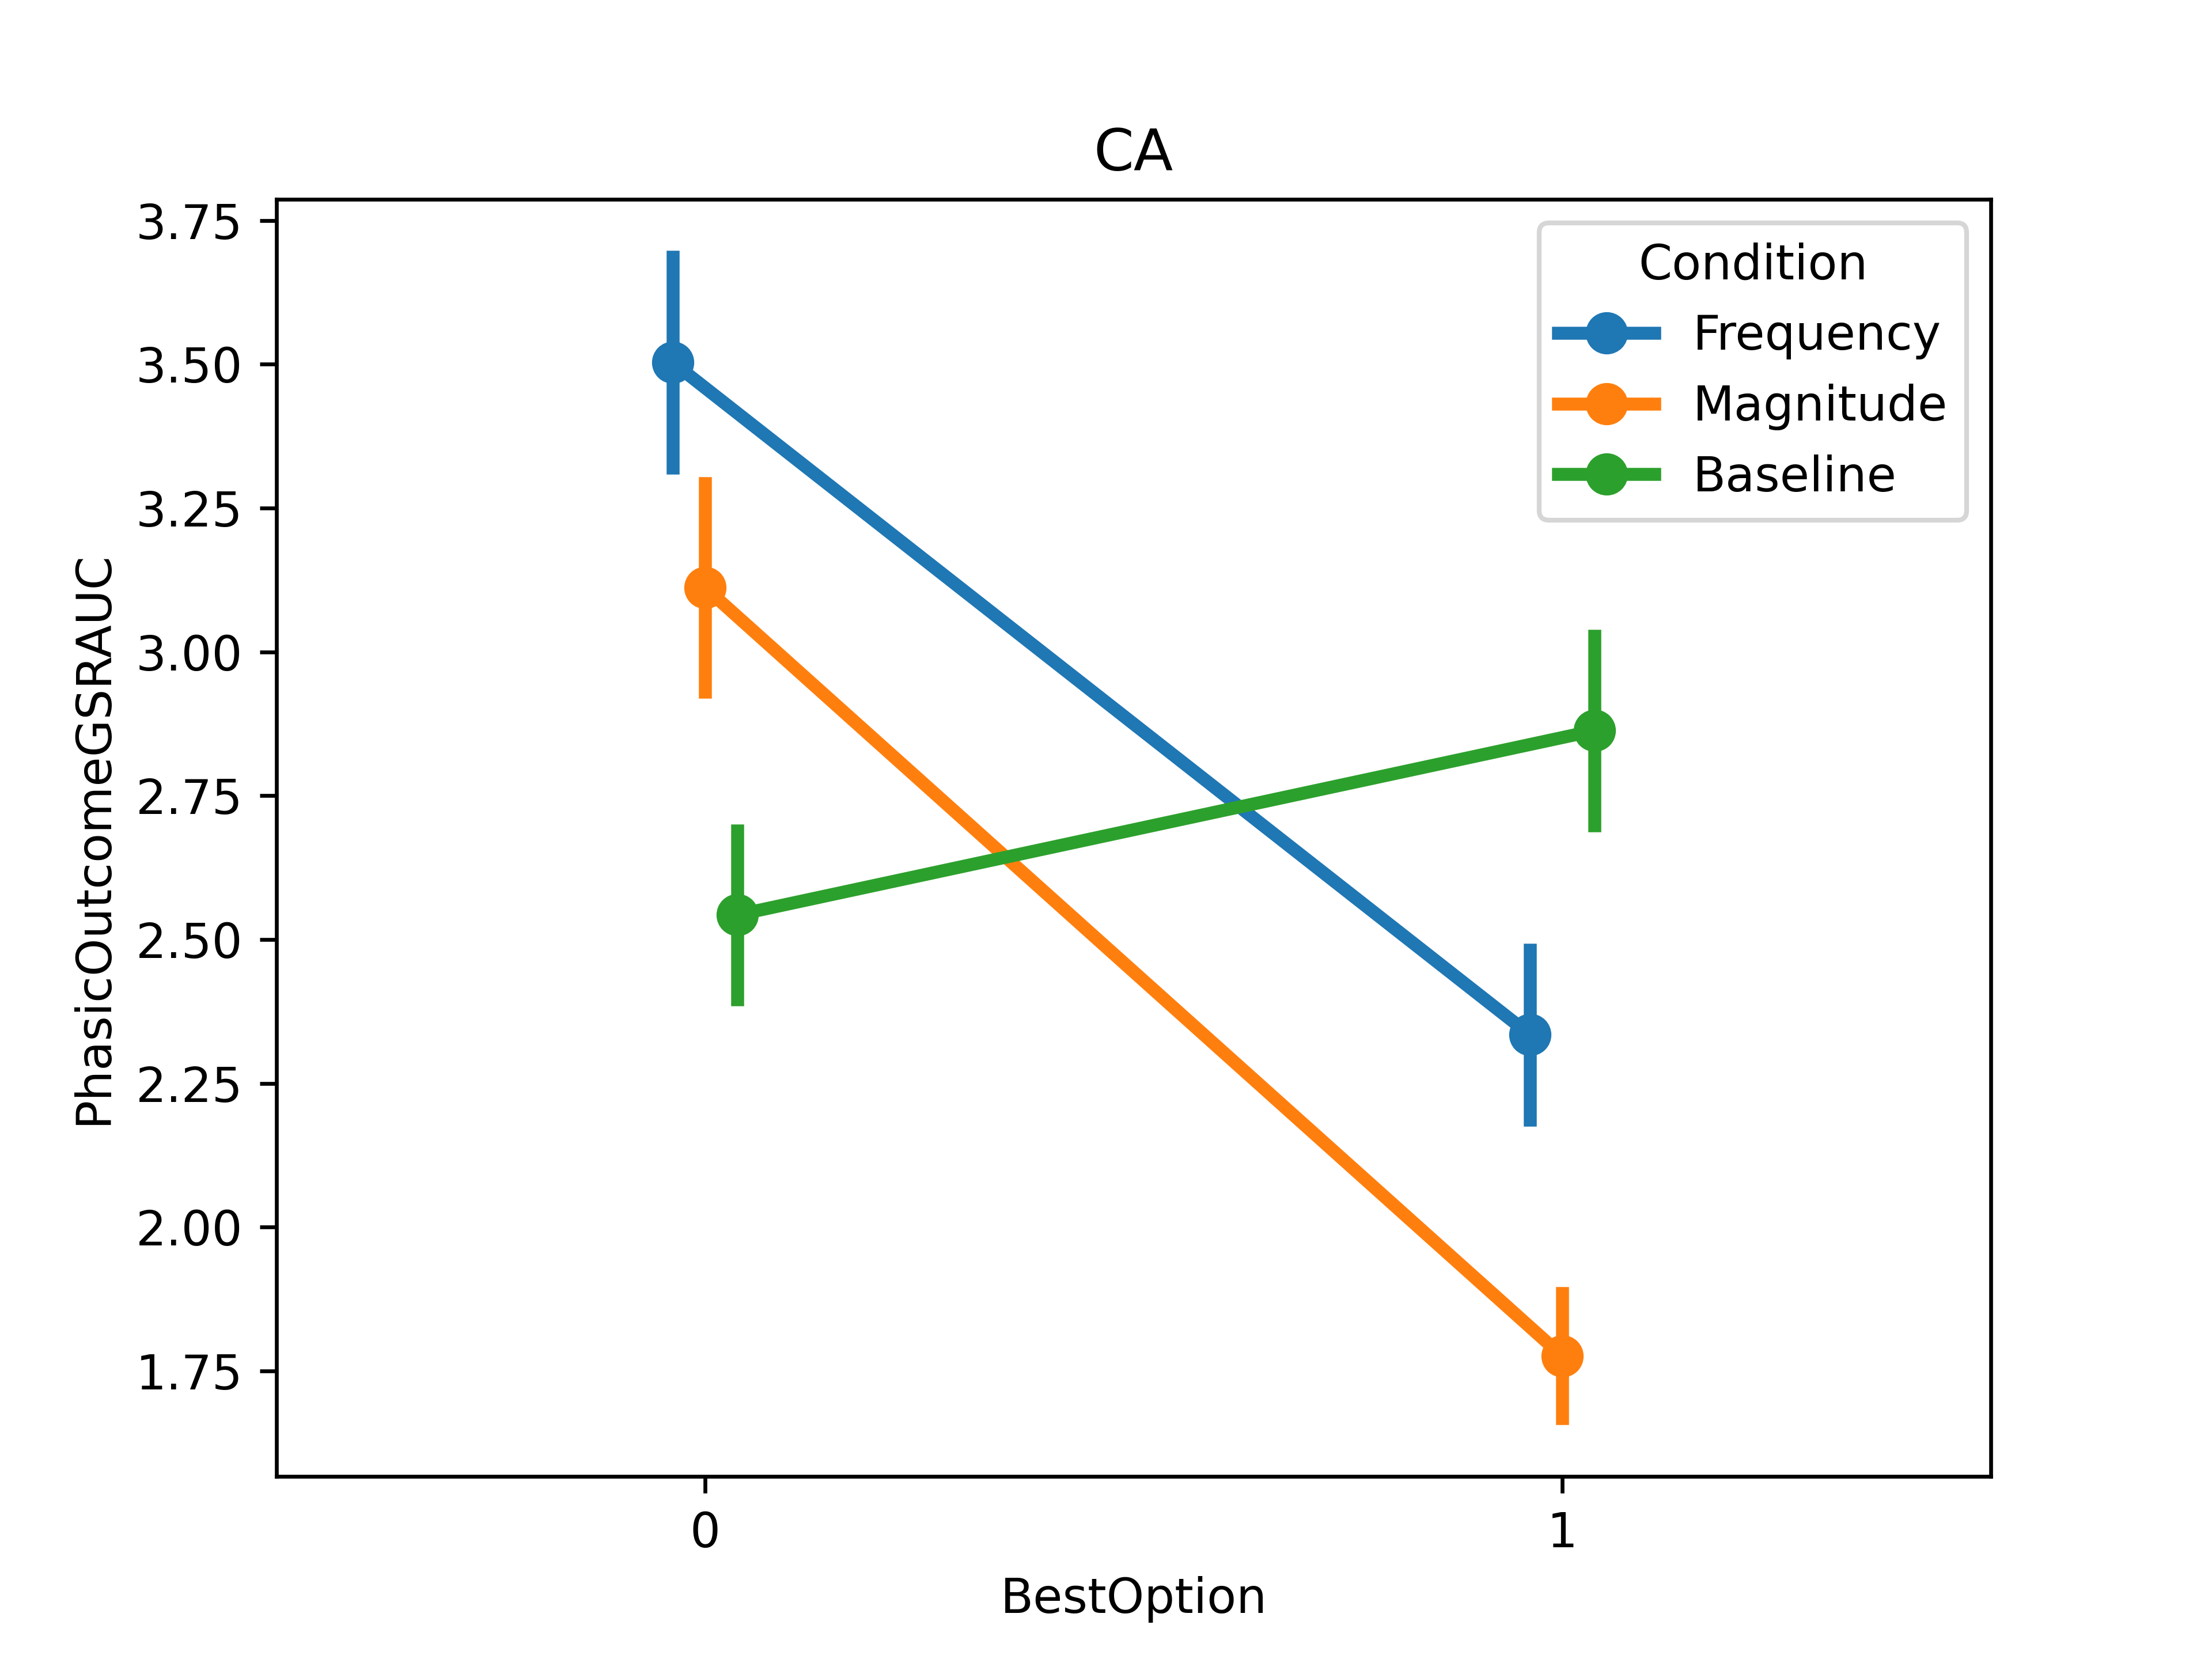 CA
3.75
3.50
3.25
3.00
2.75
2.50
2.25
2.00
1.75
PhasicOutcomeGSRAUC
Condition
Frequency
Magnitude
Baseline
0
1
BestOption